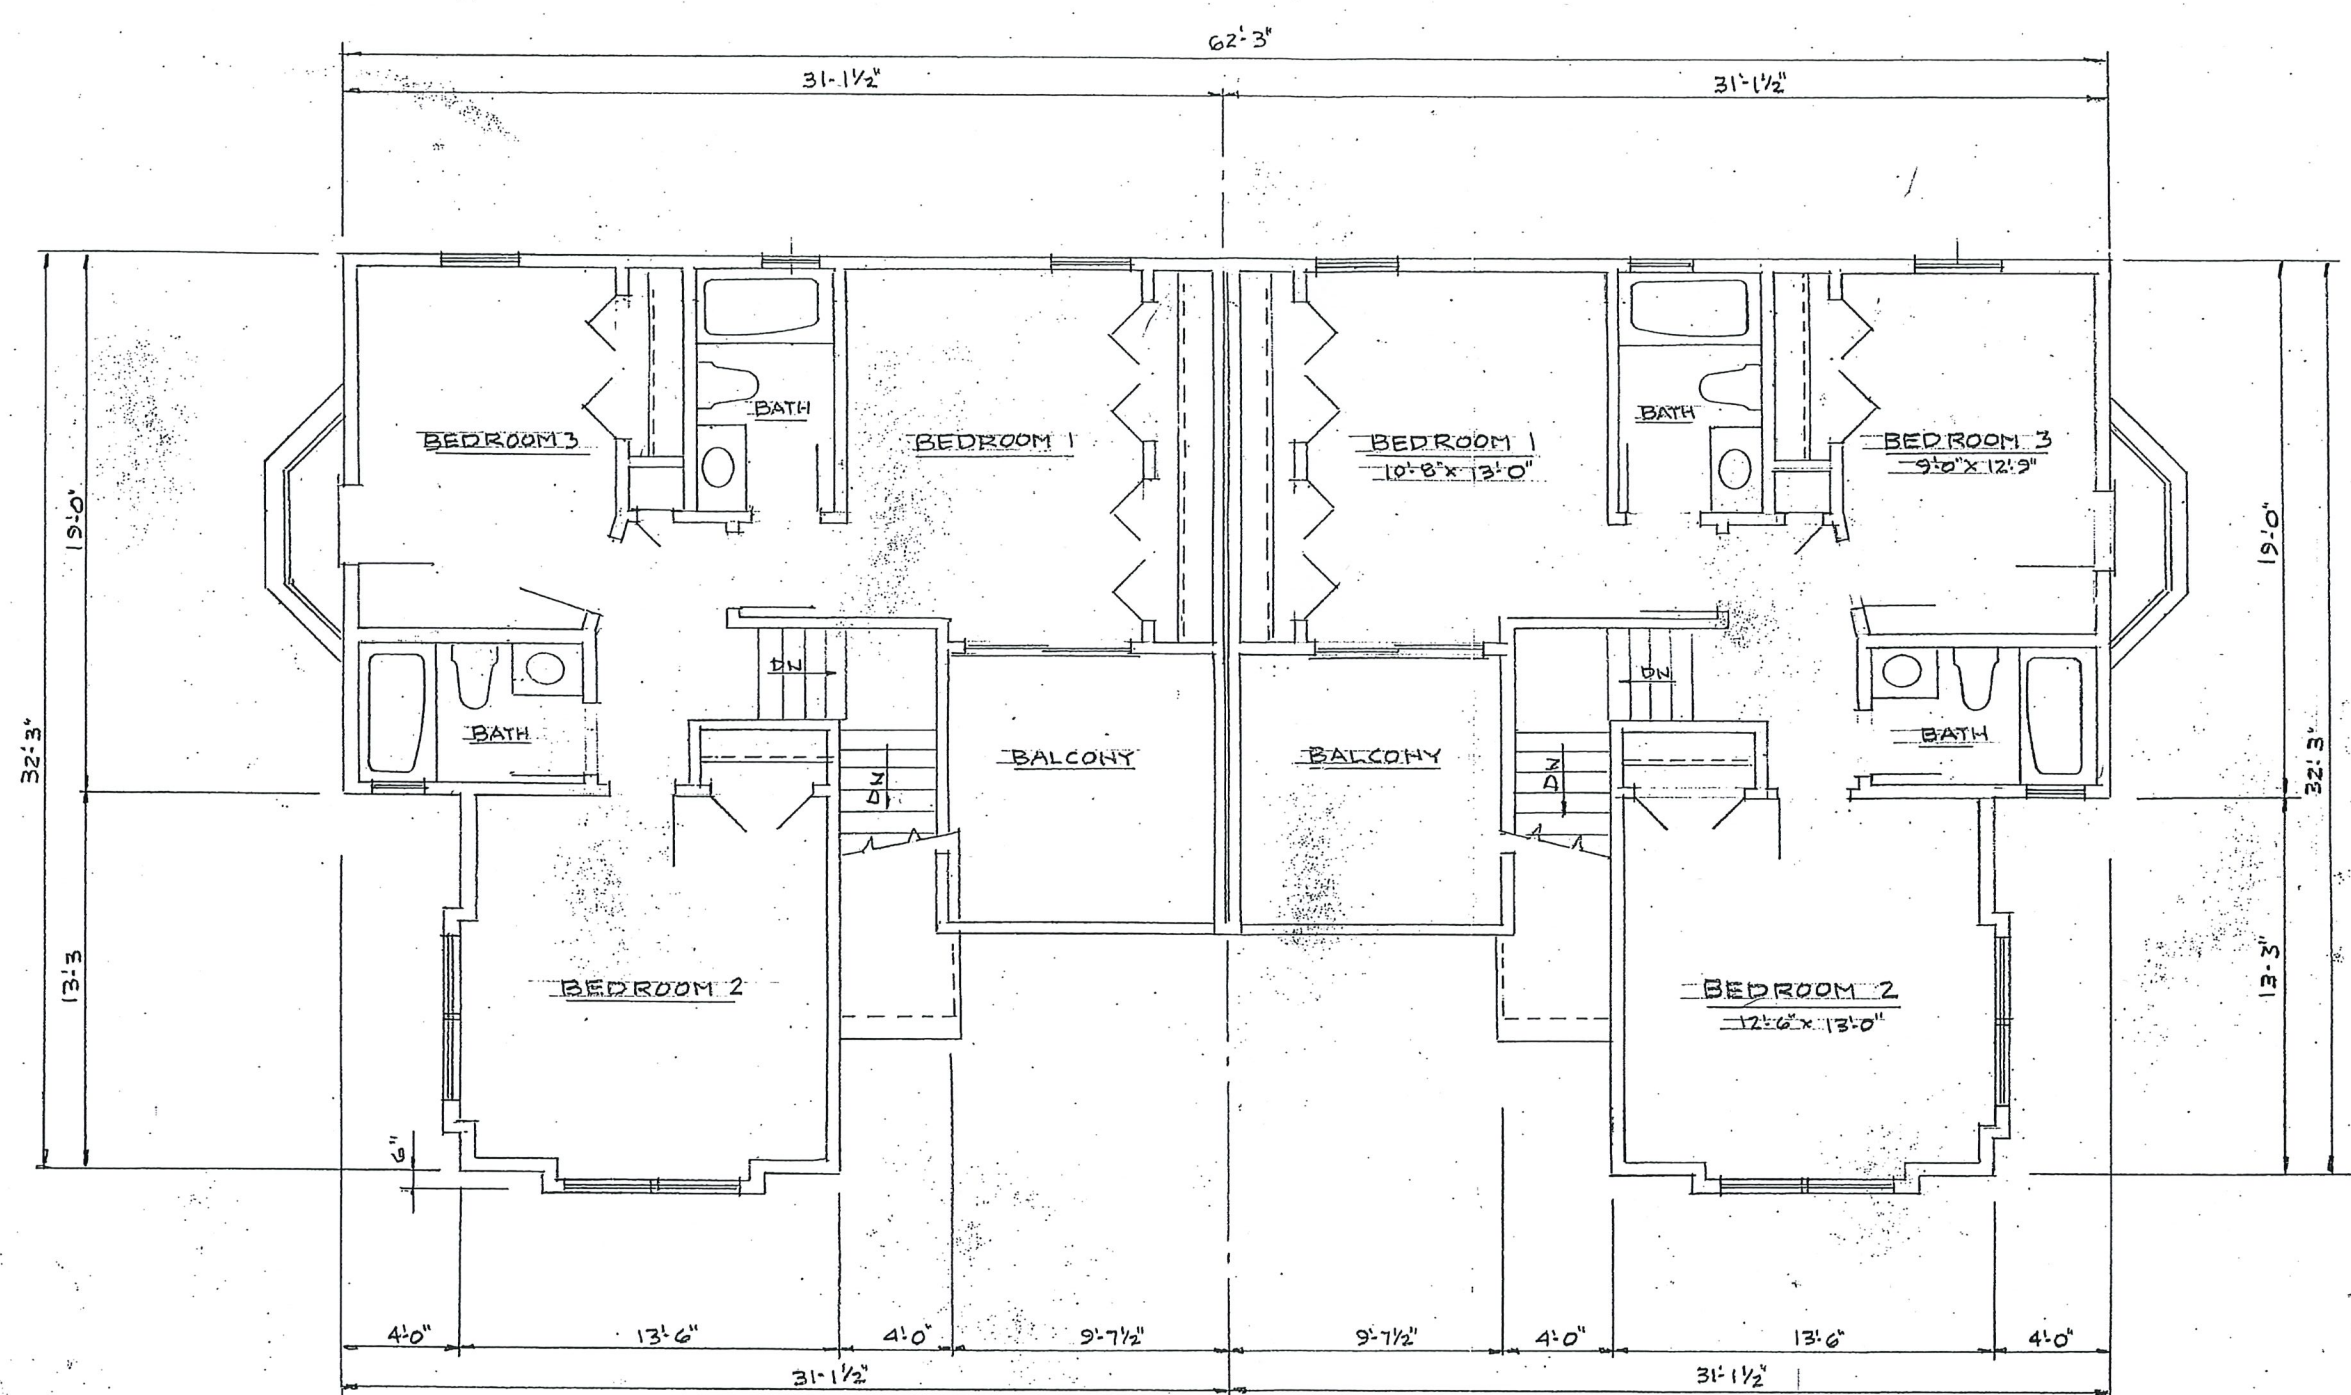 62'-3"
31-1½"
31'-1½"
BEDROOM 3
BATH
BEDROOM 1
BEDROOM 1
10'-8" x 13'-0"
BATH
BEDROOM 3
9'-0" x 12'-9"
19'-0"
19'-0"
32'-3"
32'-3"
DN
DN
BATH
BALCONY
BALCONY
BATH
DN
DN
13'-3
13'-3"
BEDROOM 2
BEDROOM 2
12'-6" x 13'-0"
6"
4'-0"
13'-6"
4'-0"
9'-7½"
9'-7½"
4'-0"
13'-6"
4'-0"
31-1½"
31'-1½"